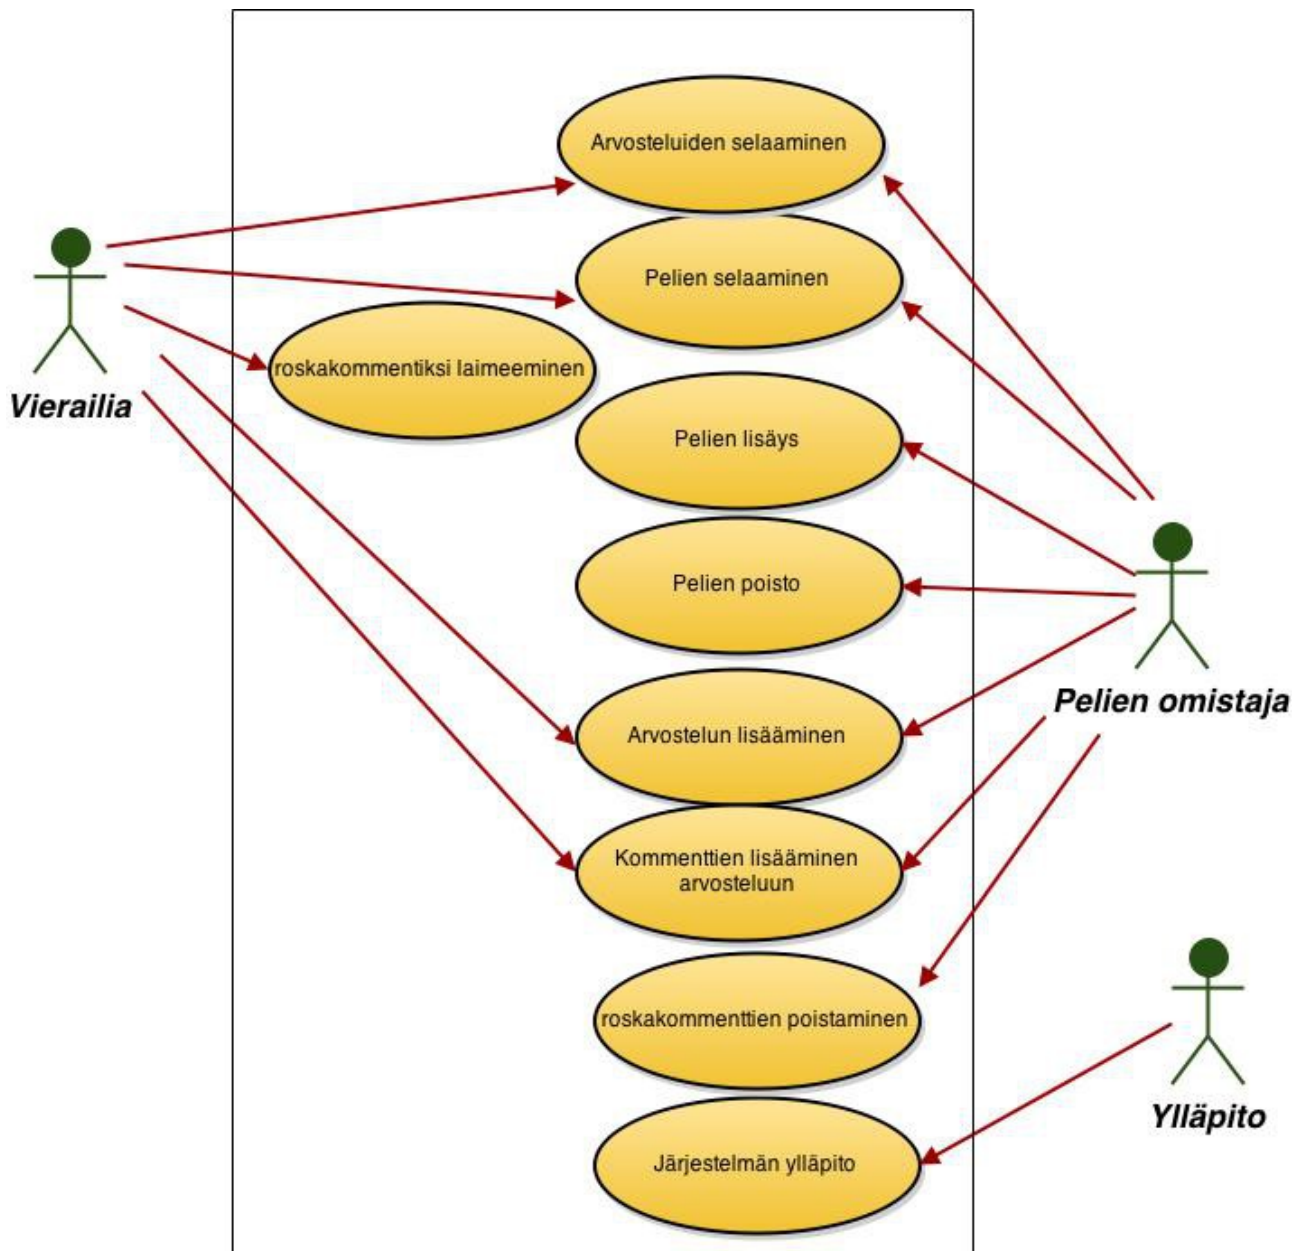 Arvosteluiden selaaminen
Pelien selaaminen
roskakommentiksi laimeeminen
Vierailia
Pelien lisäys
Pelien poisto
Pelien omistaja
Arvostelun lisääminen
Kommenttien lisääminen
arvosteluun
roskakommenttien poistaminen
Ylläpito
Järjestelmän ylläpito